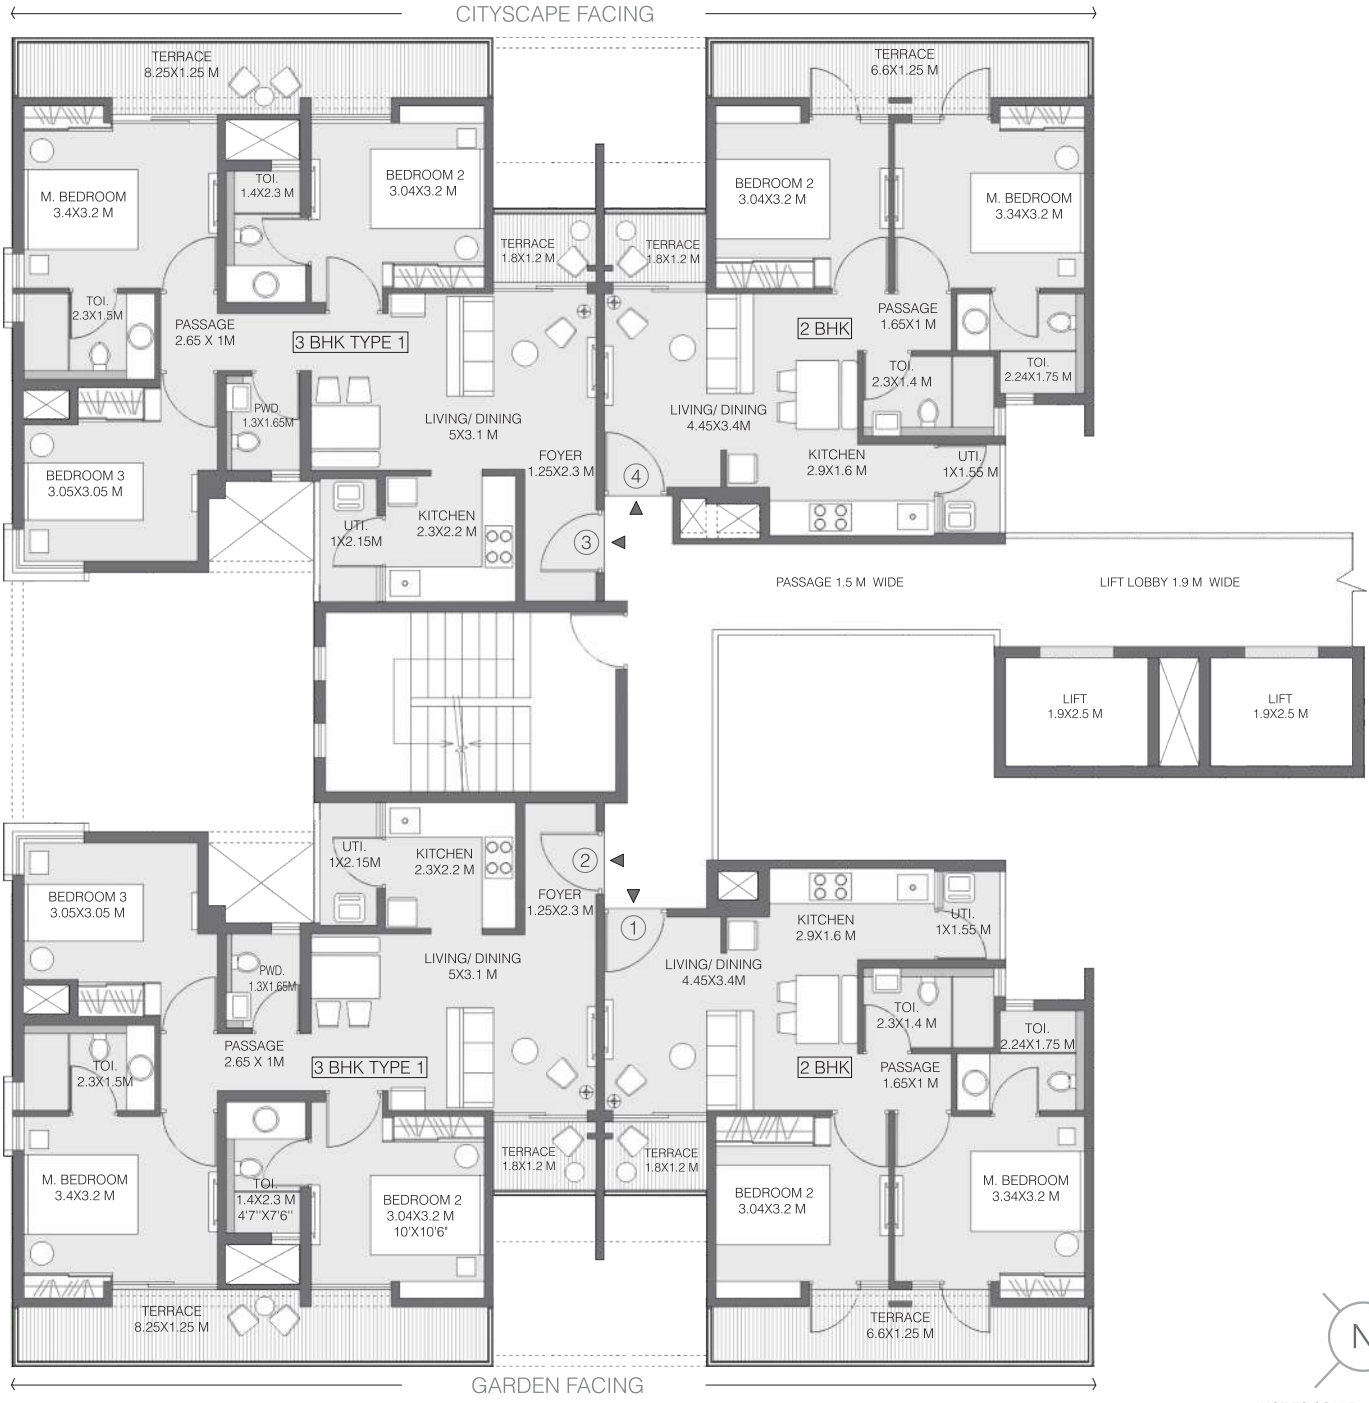 CITYSCAPE FACING
TERRACE
8.25X1.25 M
TERRACE
6.6X1.25 M
M. BEDROOM
3.4X3.2 M
TOI.
1.4X2.3 M
BEDROOM 2
3.04X3.2 M
BEDROOM 2
3.04X3.2 M
M. BEDROOM
3.34X3.2 M
TERRACE
1.8X1.2 M
TERRACE
1.8X1.2 M
TOI.
2.3X1.5M
PASSAGE
2.65 X 1M
3 BHK TYPE 1
2 BHK
PASSAGE
1.65X1 M
TOI.
2.3X1.4 M
TOI.
2.24X1.75 M
PWD.
1.3X1.65M
LIVING/ DINING
5X3.1 M
LIVING/ DINING
4.45X3.4M
BEDROOM 3
3.05X3.05 M
FOYER
1.25X2.3 M
KITCHEN
2.9X1.6 M
UTI.
1X1.55 M
4
UTI.
1X2.15M
KITCHEN
2.3X2.2 M
3
PASSAGE 1.5 M WIDE
LIFT LOBBY 1.9 M WIDE
LIFT
1.9X2.5 M
LIFT
1.9X2.5 M
UTI.
1X2.15M
KITCHEN
2.3X2.2 M
2
BEDROOM 3
3.05X3.05 M
FOYER
1.25X2.3 M
1
KITCHEN
2.9X1.6 M
UTI.
1X1.55 M
PWD.
1.3X1.65M
LIVING/ DINING
5X3.1 M
LIVING/ DINING
4.45X3.4M
TOI.
2.3X1.4 M
TOI.
2.24X1.75 M
TOI.
2.3X1.5M
PASSAGE
2.65 X 1M
3 BHK TYPE 1
2 BHK
PASSAGE
1.65X1 M
TERRACE
1.8X1.2 M
TERRACE
1.8X1.2 M
M. BEDROOM
3.4X3.2 M
TOI.
1.4X2.3 M
4'7"X7'6"
BEDROOM 2
3.04X3.2 M
10'X10'6"
BEDROOM 2
3.04X3.2 M
M. BEDROOM
3.34X3.2 M
TERRACE
8.25X1.25 M
TERRACE
6.6X1.25 M
N
GARDEN FACING